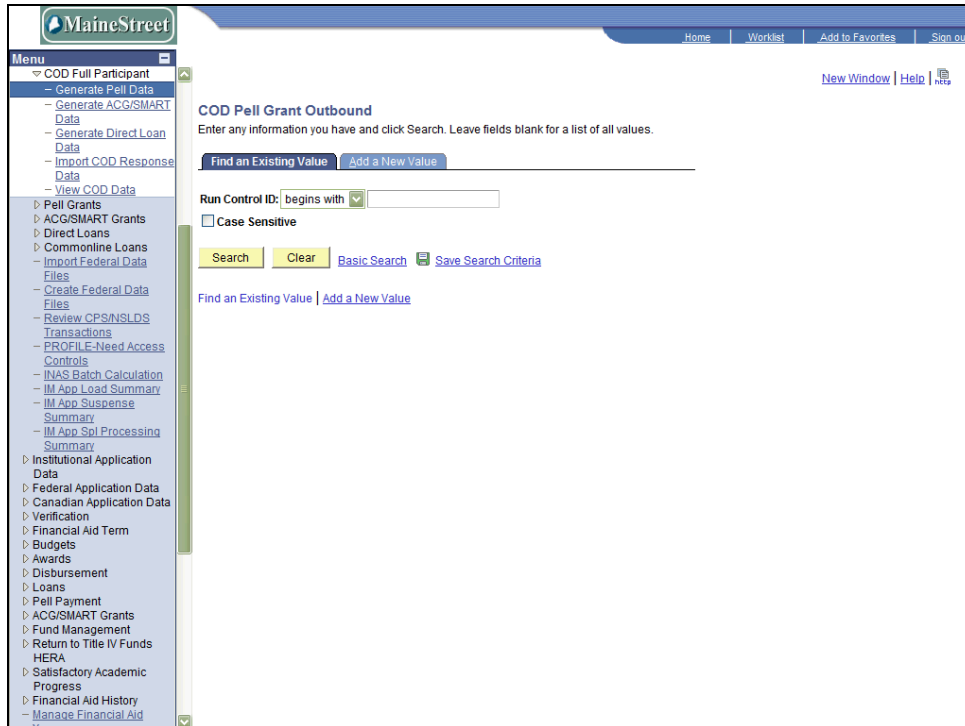 MaineStreet
Home
Worklist
Add to Favorites
Sign ou
Menu
COD Full Participant
Generate Pell Data
Generate ACG/SMART
Data
Generate Direct Loan
Data
Import COD Response
Data
View COD Data
Pell Grants
ACG/SMART Grants
Direct Loans
Commonline Loans
Import Federal Data
Files
Create Federal Data
Files
Review CPS/NSLDS
Transactions
PROFILE-Need Access
Controls
INAS Batch Calculation
IM App Load Summary
IM App Suspense
Summary
IM App Spl Processing
Summary
Institutional Application
Data
Federal Application Data
Canadian Application Data
Verification
Financial Aid Term
Budgets
Awards
Disbursement
Loans
Pell Payment
ACG/SMART Grants
Fund Management
Return to Title IV Funds
HERA
Satisfactory Academic
Progress
Financial Aid History
Manage Financial Aid
New Window | Help | http
COD Pell Grant Outbound
Enter any information you have and click Search. Leave fields blank for a list of all values.
Find an Existing Value
Add a New Value
Run Control ID: begins with
Case Sensitive
Search Clear Basic Search Save Search Criteria
Find an Existing Value | Add a New Value